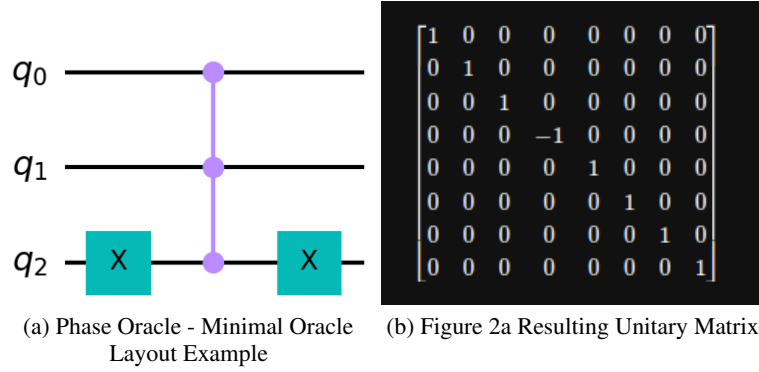 q0
q1
q2
X
X
1 0 0 0 0 0 0 0
0 1 0 0 0 0 0 0
0 0 1 0 0 0 0 0
0 0 0 −1 0 0 0 0
0 0 0 0 1 0 0 0
0 0 0 0 0 1 0 0
0 0 0 0 0 0 1 0
0 0 0 0 0 0 0 1
(a) Phase Oracle - Minimal Oracle
Layout Example
(b) Figure 2a Resulting Unitary Matrix